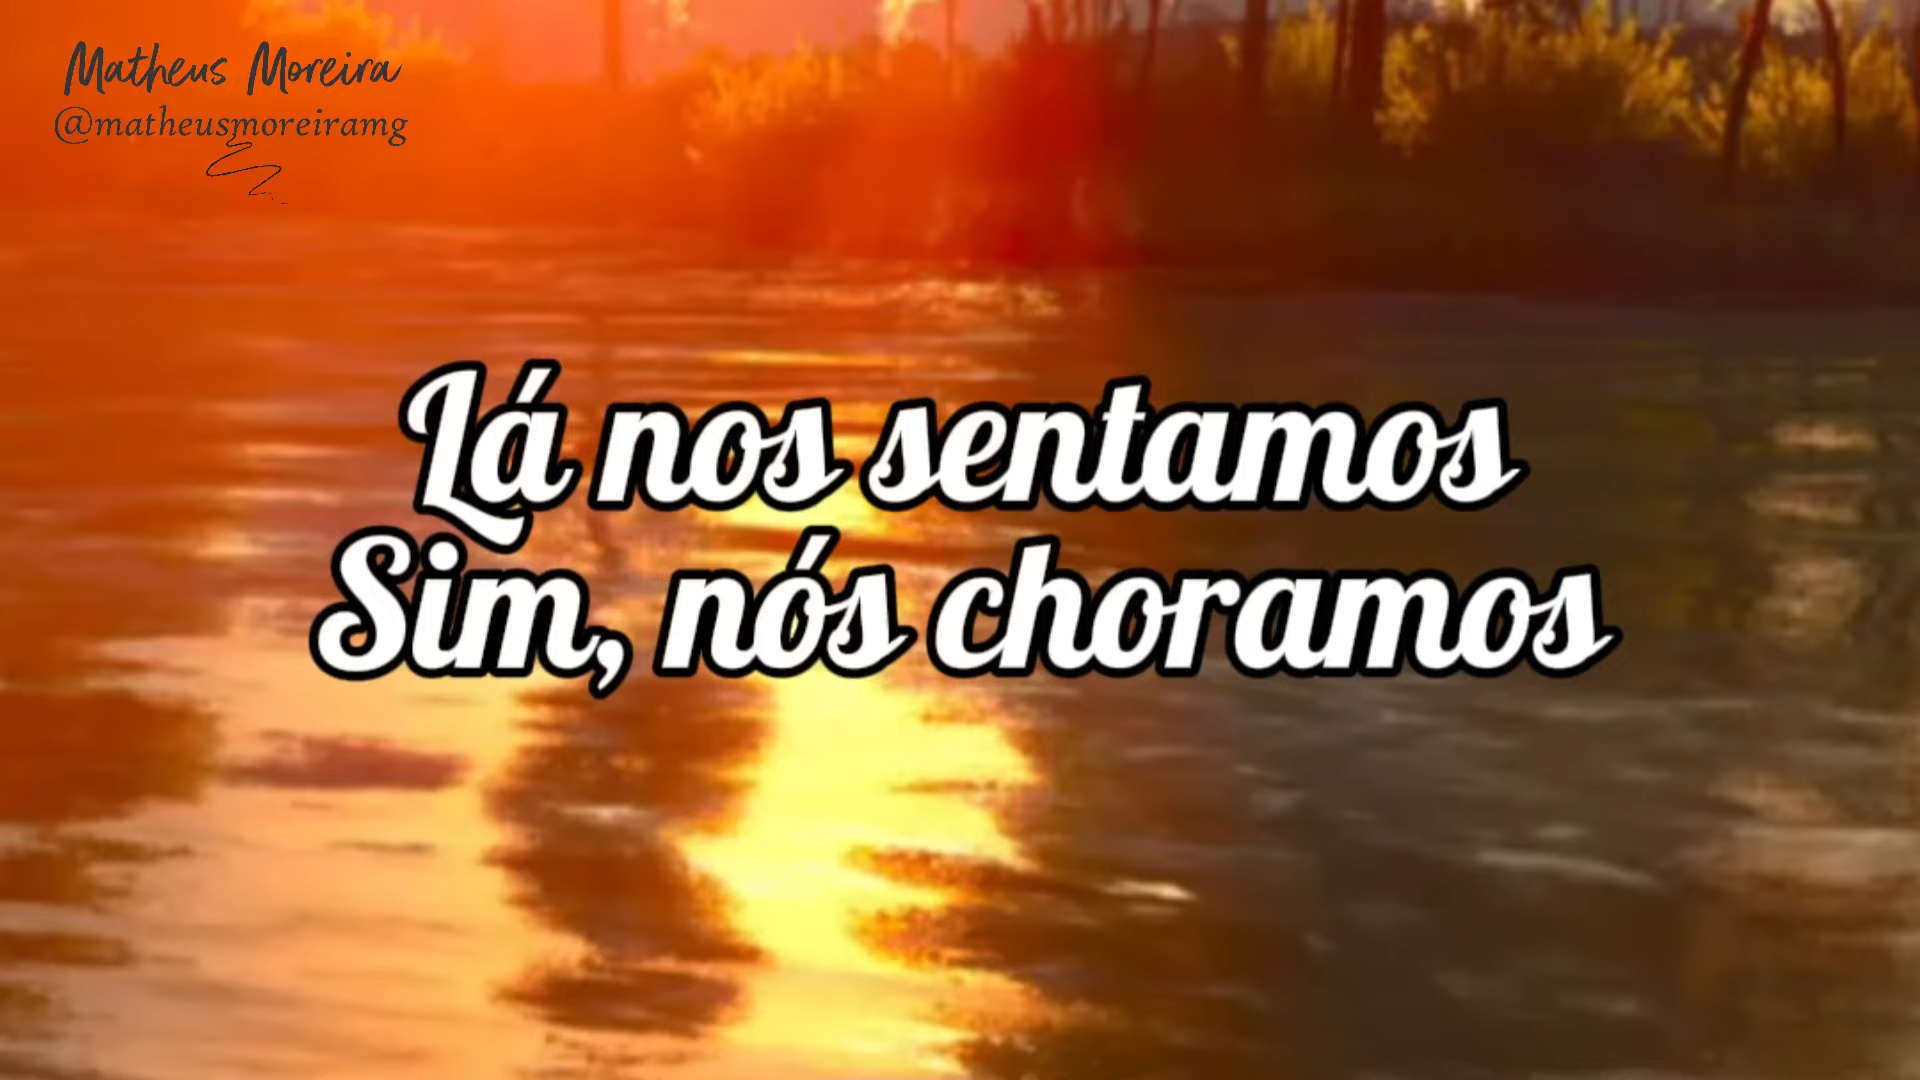 Matheus Moreira
@matheusmoreiramg
Lá nos sentamos
Sim, nós choramos